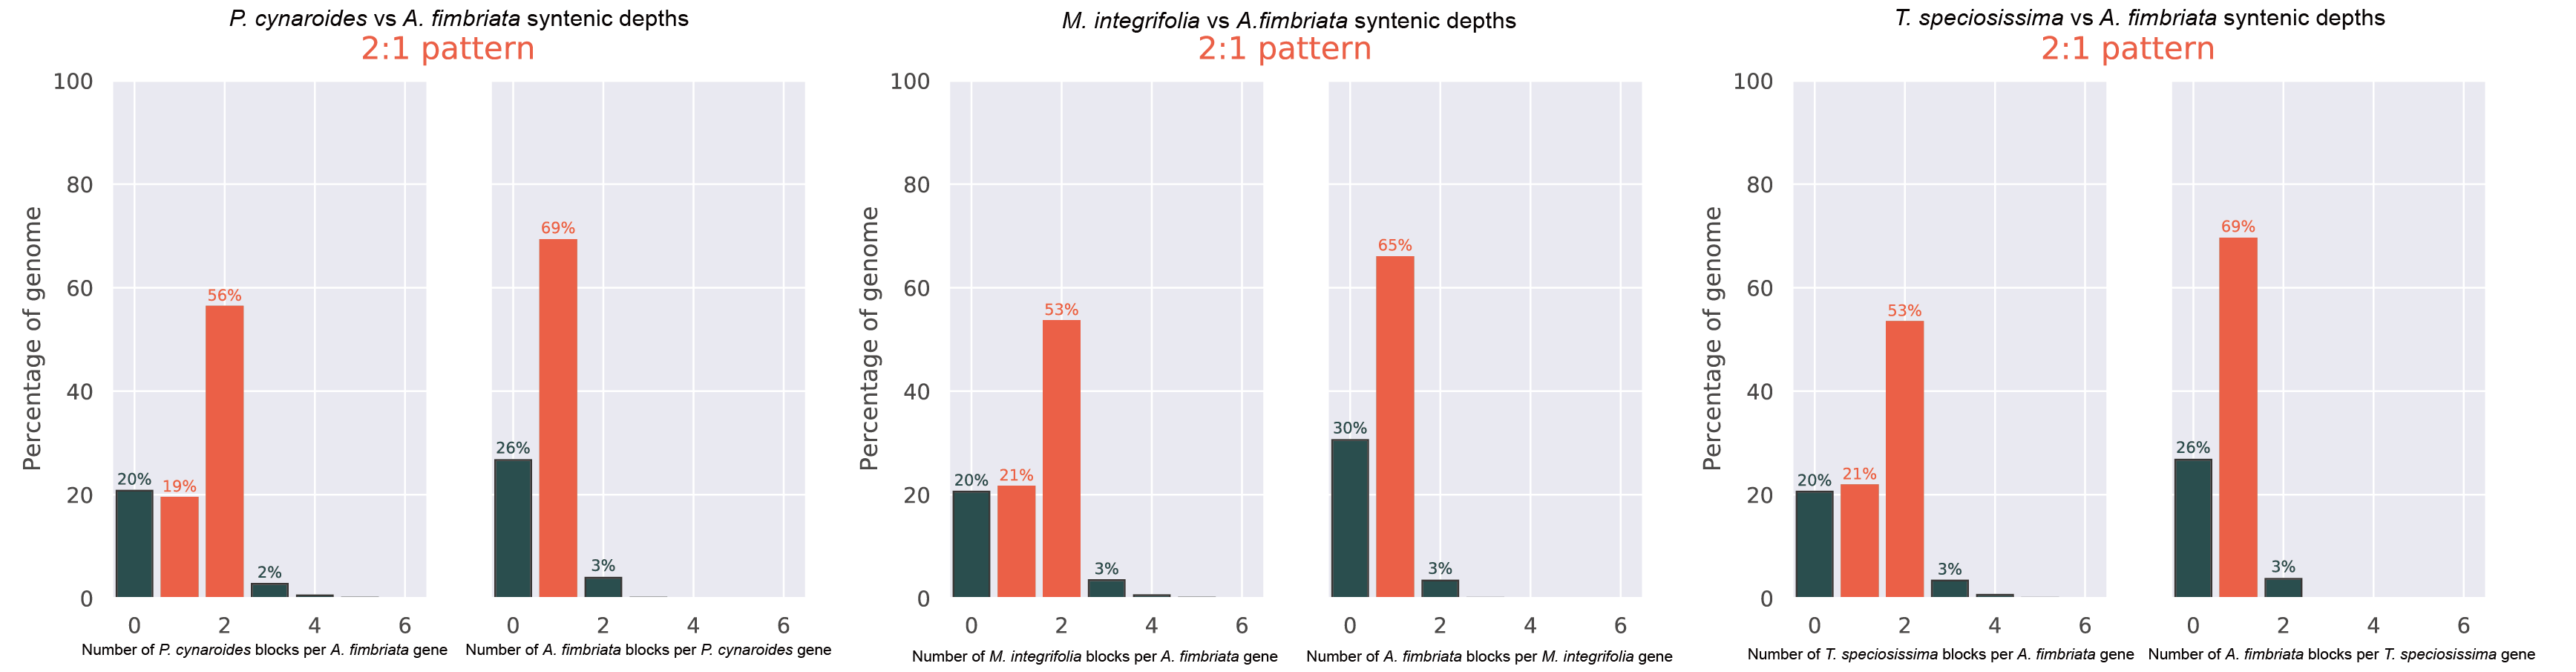 P. cynaroides vs A. fimbriata syntenic depths
2:1 pattern
Percentage of genome
100
80
60
40
20
0
20%
19%
56%
2%
0 2 4 6
Number of P. cynaroides blocks per A. fimbriata gene
26%
69%
3%
0 2 4 6
Number of A. fimbriata blocks per P. cynaroides gene
M. integrifolia vs A.fimbriata syntenic depths
2:1 pattern
Percentage of genome
100
80
60
40
20
0
20%
21%
53%
3%
0 2 4 6
Number of M. integrifolia blocks per A. fimbriata gene
30%
65%
3%
0 2 4 6
Number of A. fimbriata blocks per M. integrifolia gene
T. speciosissima vs A. fimbriata syntenic depths
2:1 pattern
Percentage of genome
100
80
60
40
20
0
20%
21%
53%
3%
0 2 4 6
Number of T. speciosissima blocks per A. fimbriata gene
26%
69%
3%
0 2 4 6
Number of A. fimbriata blocks per T. speciosissima gene